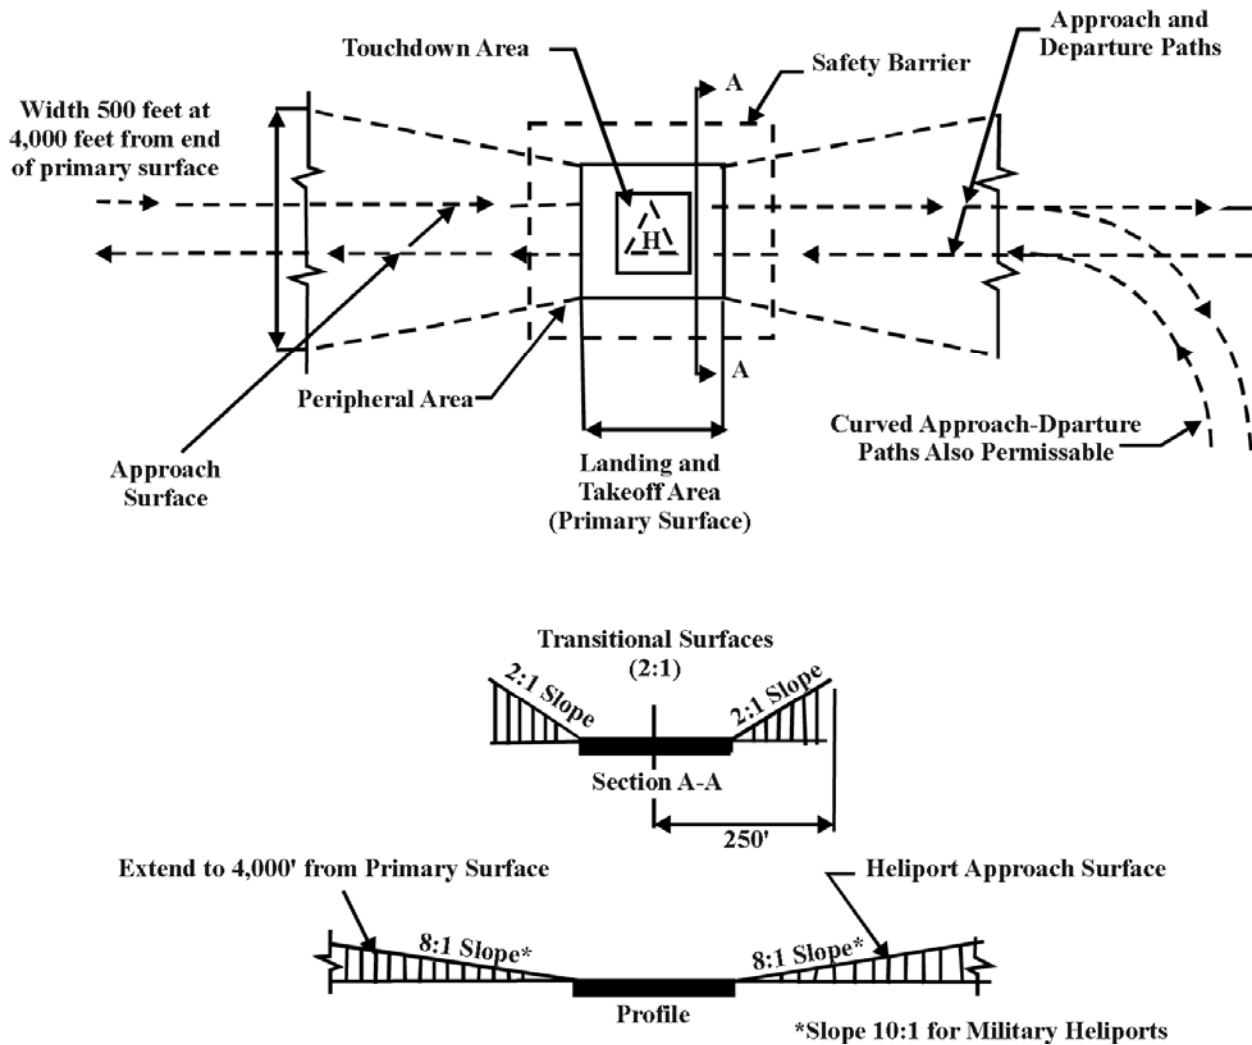 Touchdown Area
Approach and
Departure Paths
Safety Barrier
A
Width 500 feet at
4,000 feet from end
of primary surface
H
A
Peripheral Area
Curved Approach-Dparture
Paths Also Permissable
Approach
Surface
Landing and
Takeoff Area
(Primary Surface)
Transitional Surfaces
(2:1)
2:1 Slope
2:1 Slope
Section A-A
250'
Extend to 4,000' from Primary Surface
Heliport Approach Surface
8:1 Slope*
8:1 Slope*
Profile
*Slope 10:1 for Military Heliports